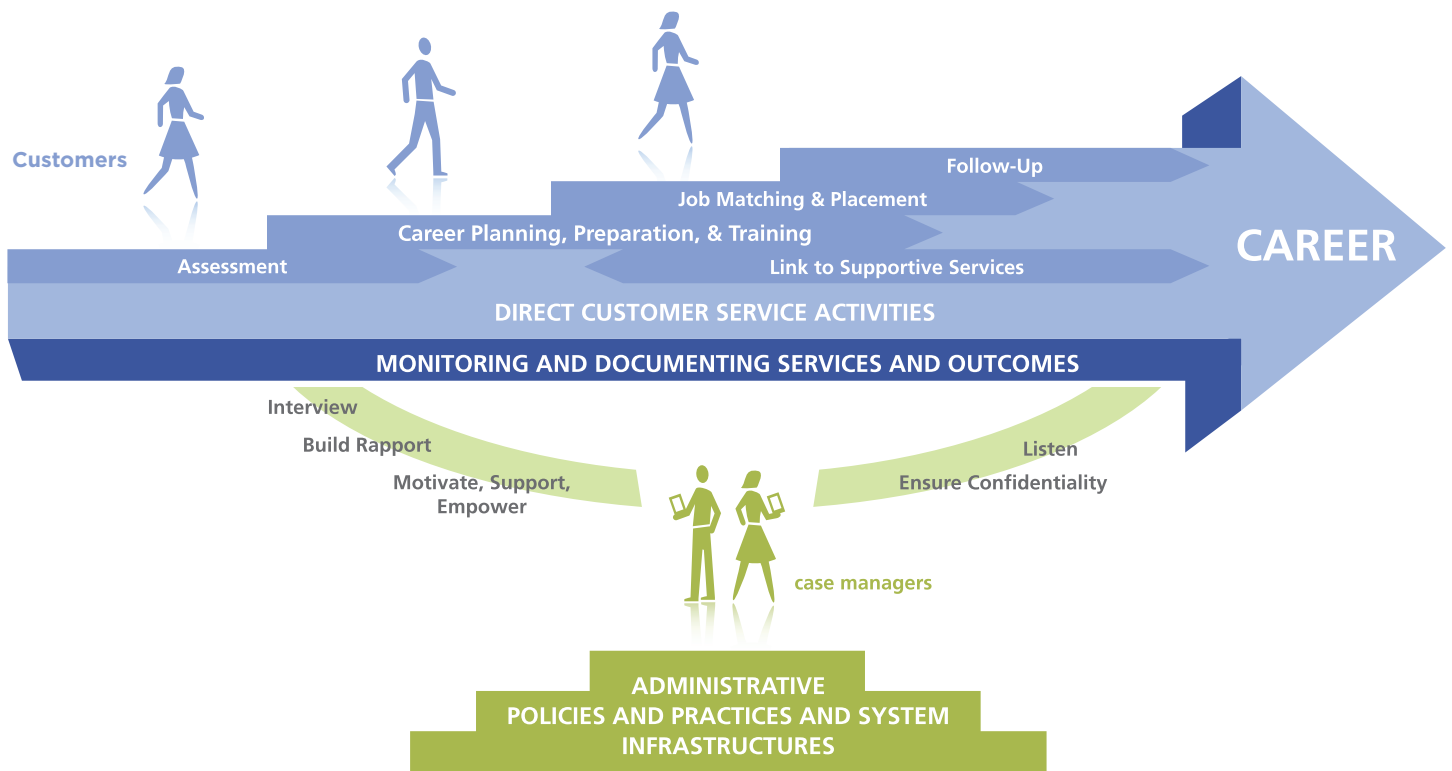 Customers
Follow-Up
Job Matching & Placement
Career Planning, Preparation, & Training
Assessment
Link to Supportive Services
CAREER
DIRECT CUSTOMER SERVICE ACTIVITIES
MONITORING AND DOCUMENTING SERVICES AND OUTCOMES
Interview
Build Rapport
Motivate, Support,
Empower
Listen
Ensure Confidentiality
case managers
ADMINISTRATIVE
POLICIES AND PRACTICES AND SYSTEM
INFRASTRUCTURES